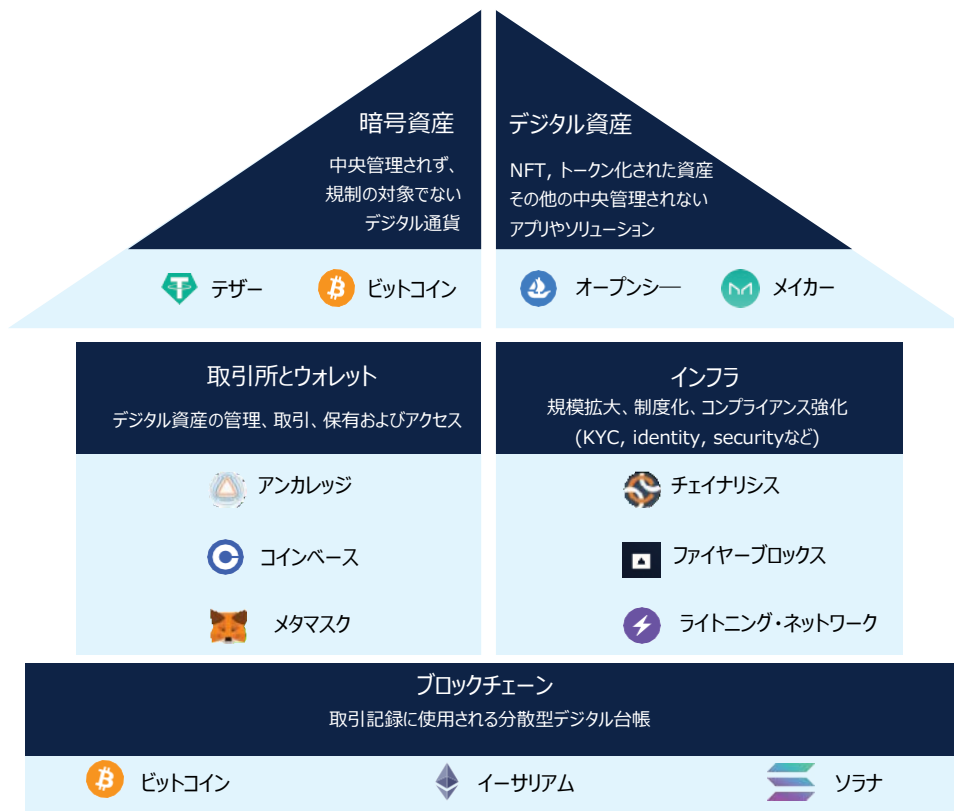 暗号資産
中央管理されず、
規制の対象でない
デジタル通貨
テザー
ビットコイン
デジタル資産
NFT, トークン化された資産
その他の中央管理されない
アプリやソリューション
オープンシー
メイカー
取引所とウォレット
デジタル資産の管理、取引、保有およびアクセス
アンカレッジ
コインベース
メタマスク
インフラ
規模拡大、制度化、コンプライアンス強化
(KYC, identity, securityなど)
チェイナリシス
ファイヤーブロックス
ライトニング・ネットワーク
ブロックチェーン
取引記録に使用される分散型デジタル台帳
ビットコイン
イーサリアム
ソラナ